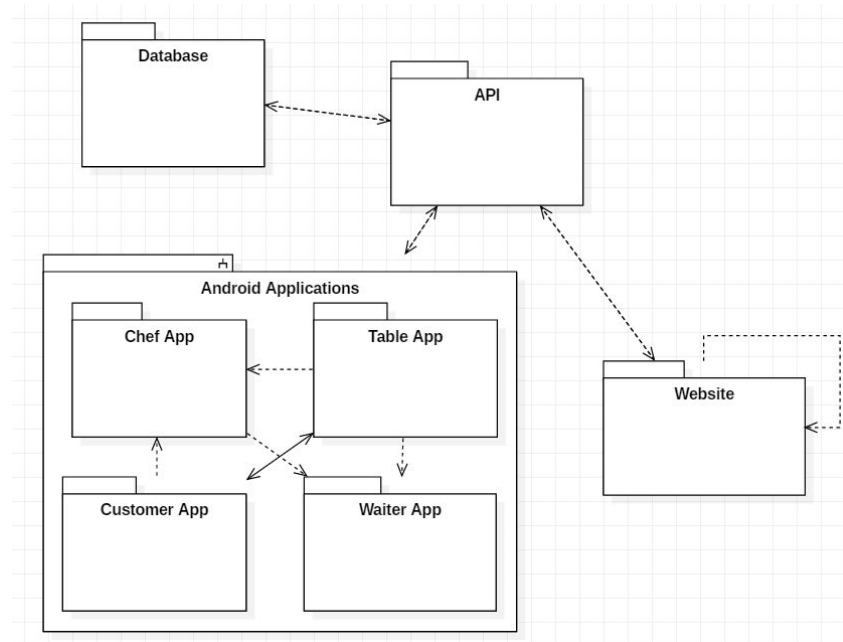 Database
API
Android Applications
Chef App
Table App
Website
Customer App
Waiter App